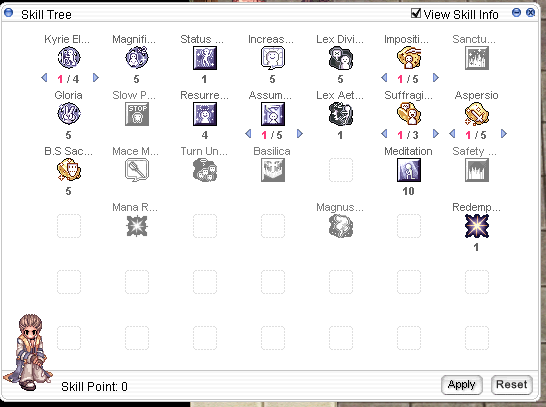 Skill Tree
View Skill Info
Kyrie El... Magnifi... Status ... Increas... Lex Divi... Impositi... Sanctu...
1 / 4 5 1 5 5 1 / 5
Gloria Slow P... Resurre... Assum... Lex Aet... Suffragi... Aspersio
STOP
5 4 1 / 5 1 1 / 3 1 / 5
B.S Sac... Mace M... Turn Un... Basilica Meditation Safety ...
5 10
Mana R... Magnus... Redemp...
1
Skill Point: 0
Apply
Reset